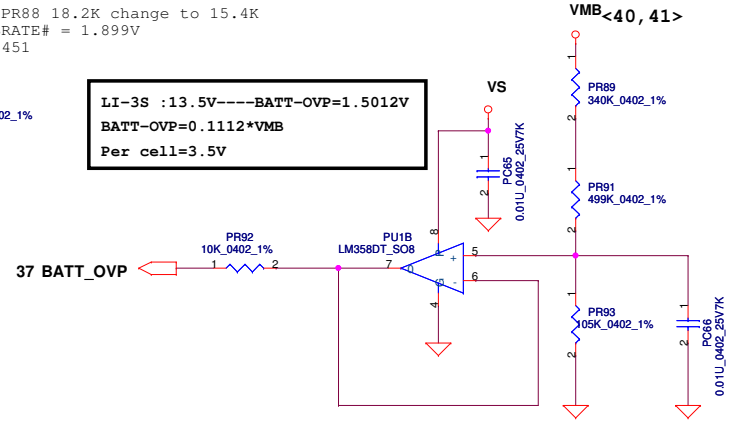 PR88 18.2K change to 15.4K
RATE# = 1.899V
451
02_1%
LI-3S :13.5V----BATT-OVP=1.5012V
BATT-OVP=0.1112*VMB
Per cell=3.5V
VMB <40,41>
1
PR89
340K_0402_1%
2
VS
1
PC65
0.01U_0402_25V7K
2
1
PR91
499K_0402_1%
2
PR92
10K_0402_1%
1 2
37 BATT_OVP
PU1B
LM358DT_SO8
8
P
5
+
7
0
6
-
G
4
1
PR93
105K_0402_1%
2
1
PC66
0.01U_0402_25V7K
2